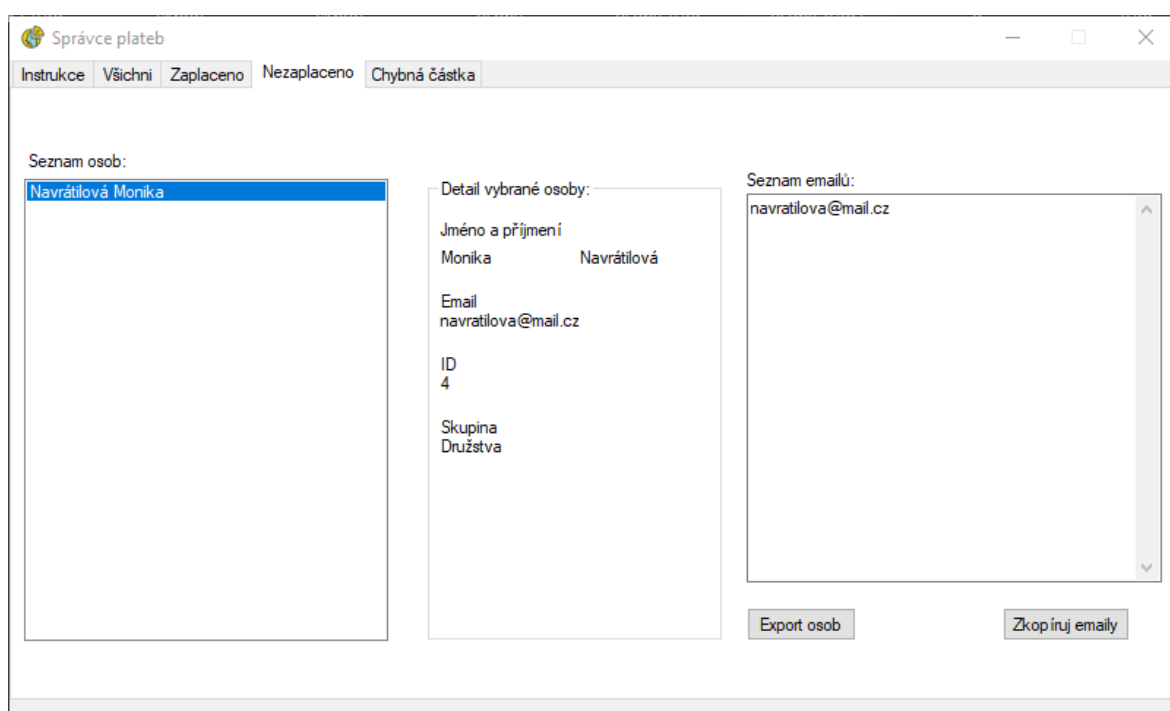 Správce plateb
Instrukce Všichni Zaplaceno Nezaplaceno Chybná částka
Seznam osob:
Navrátilová Monika
Detail vybrané osoby:
Jméno a příjmení
Monika Navrátilová
Email
navratilova@mail.cz
ID
4
Skupina
Družstva
Seznam emailů:
navratilova@mail.cz
Export osob
Zkopíruj emaily